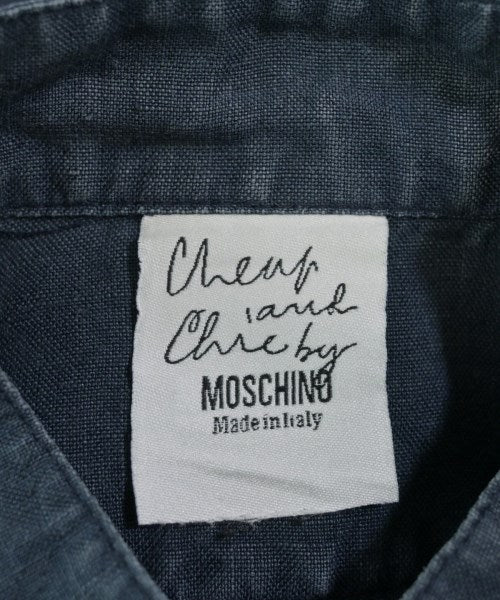 Cheap
and
Chic by
MOSCHINO
Made in Italy